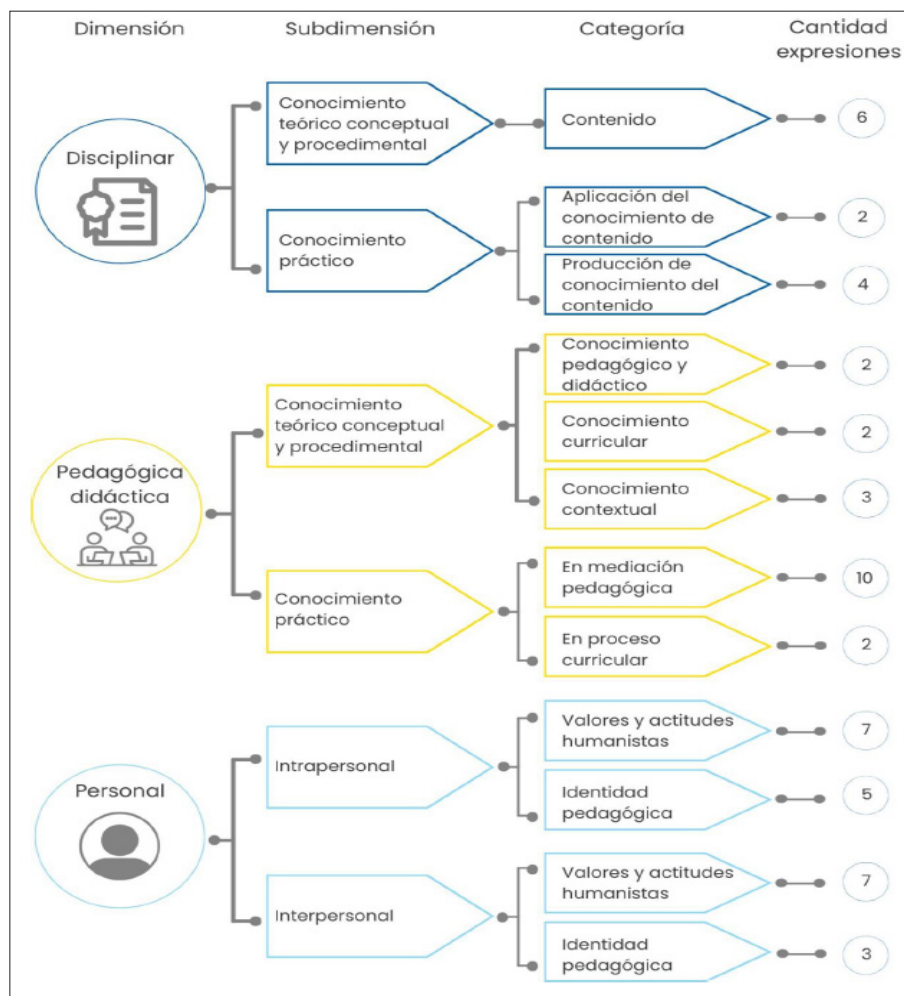 Dimensión
Subdimensión
Categoría
Cantidad
expresiones
Disciplinar
Conocimiento
teórico conceptual
y procedimental
Contenido
6
Conocimiento
práctico
Aplicación del
conocimiento de
contenido
2
Producción de
conocimiento del
contenido
4
Pedagógica
didáctica
Conocimiento
teórico conceptual
y procedimental
Conocimiento
pedagógico y
didáctico
2
Conocimiento
curricular
2
Conocimiento
contextual
3
Conocimiento
práctico
En mediación
pedagógica
10
En proceso
curricular
2
Personal
Intrapersonal
Valores y actitudes
humanistas
7
Identidad
pedagógica
5
Interpersonal
Valores y actitudes
humanistas
7
Identidad
pedagógica
3